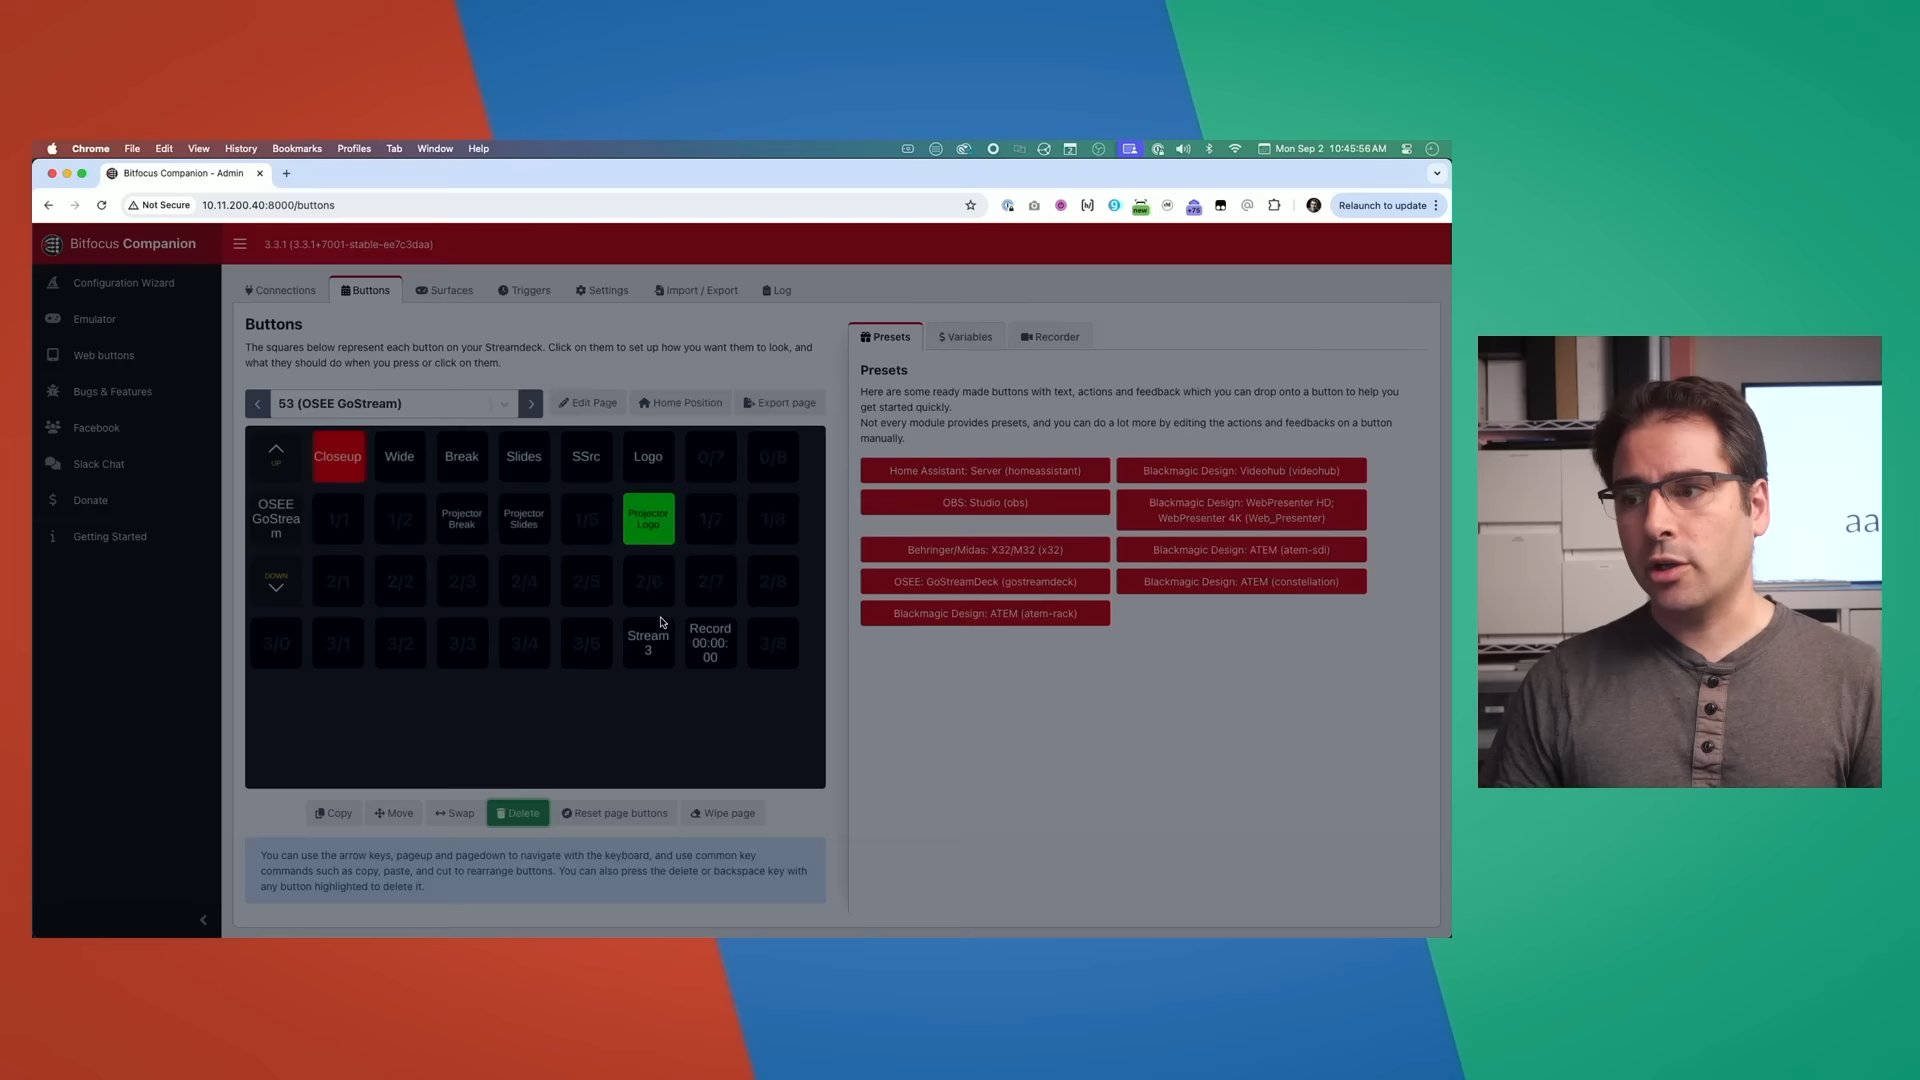 Chrome File Edit View History Bookmarks Profiles Tab Window Help
2 Mon Sep 2 10:45:56 AM
Bitfocus Companion - Admin
Not Secure 10.11.200.40:8000/buttons
new +75 Relaunch to update
Bitfocus Companion
3.3.1 (3.3.1+7001-stable-ee7c3daa)
Configuration Wizard
Emulator
Web buttons
Bugs & Features
Facebook
Slack Chat
Donate
Getting Started
Connections Buttons Surfaces Triggers Settings Import / Export Log
Buttons
The squares below represent each button on your Streamdeck. Click on them to set up how you want them to look, and
what they should do when you press or click on them.
53 (OSEE GoStream) Edit Page Home Position Export page
UP Closeup Wide Break Slides SSrc Logo 0/7 0/8
OSEE
GoStrea
m
1/1 1/2
Projector
Break
Projector
Slides
1/5
Projector
Logo
1/7 1/8
DOWN 2/1 2/2 2/3 2/4 2/5 2/6 2/7 2/8
3/0 3/1 3/2 3/3 3/4 3/5
Stream
3
Record
00:00:
00
3/8
Copy Move Swap Delete Reset page buttons Wipe page
You can use the arrow keys, pageup and pagedown to navigate with the keyboard, and use common key
commands such as copy, paste, and cut to rearrange buttons. You can also press the delete or backspace key with
any button highlighted to delete it.
Presets Variables Recorder
Presets
Here are some ready made buttons with text, actions and feedback which you can drop onto a button to help you
get started quickly.
Not every module provides presets, and you can do a lot more by editing the actions and feedbacks on a button
manually.
Home Assistant: Server (homeassistant)
Blackmagic Design: Videohub (videohub)
OBS: Studio (obs)
Blackmagic Design: WebPresenter HD;
WebPresenter 4K (Web_Presenter)
Behringer/Midas: X32/M32 (x32)
Blackmagic Design: ATEM (atem-sdi)
OSEE: GoStreamDeck (gostreamdeck)
Blackmagic Design: ATEM (constellation)
Blackmagic Design: ATEM (atem-rack)
aa